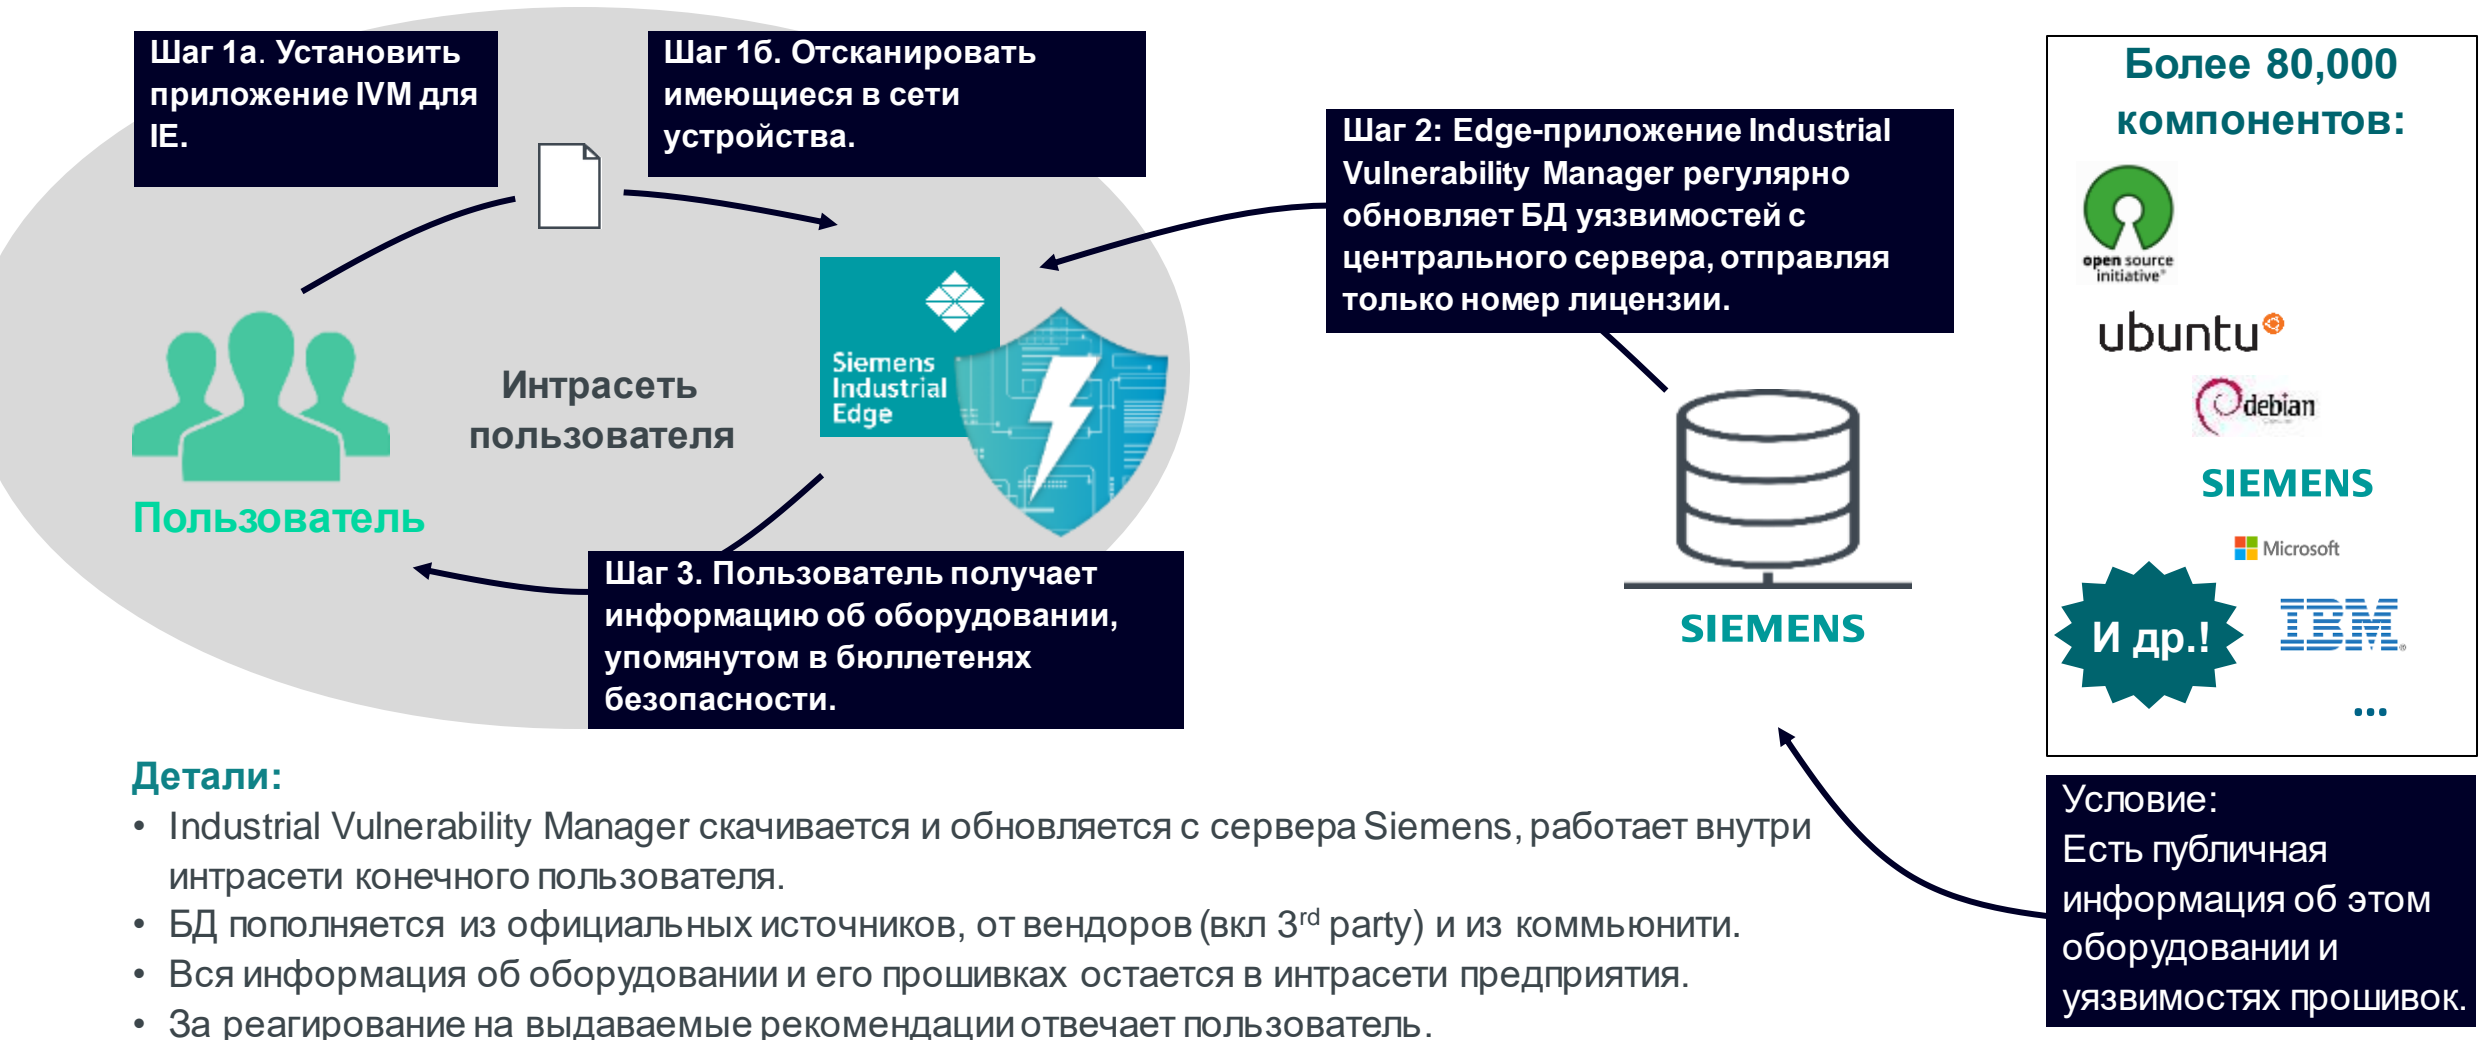 Шаг 1а. Установить
приложение IVM для
IE.
Шаг 1б. Отсканировать
имеющиеся в сети
устройства.
Шаг 2: Edge-приложение Industrial
Vulnerability Manager регулярно
обновляет БД уязвимостей с
центрального сервера, отправляя
только номер лицензии.
Более 80,000
компонентов:
open source
initiative®
ubuntu
debian
SIEMENS
Microsoft
И др.!
IBM®
...
Siemens
Industrial
Edge
Интрасеть
пользователя
Пользователь
Шаг 3. Пользователь получает
информацию об оборудовании,
упомянутом в бюллетенях
безопасности.
SIEMENS
Условие:
Есть публичная
информация об этом
оборудовании и
уязвимостях прошивок.
Детали:
• Industrial Vulnerability Manager скачивается и обновляется с сервера Siemens, работает внутри
интрасети конечного пользователя.
• БД пополняется из официальных источников, от вендоров (вкл 3rd party) и из коммьюнити.
• Вся информация об оборудовании и его прошивках остается в интрасети предприятия.
• За реагирование на выдаваемые рекомендации отвечает пользователь.